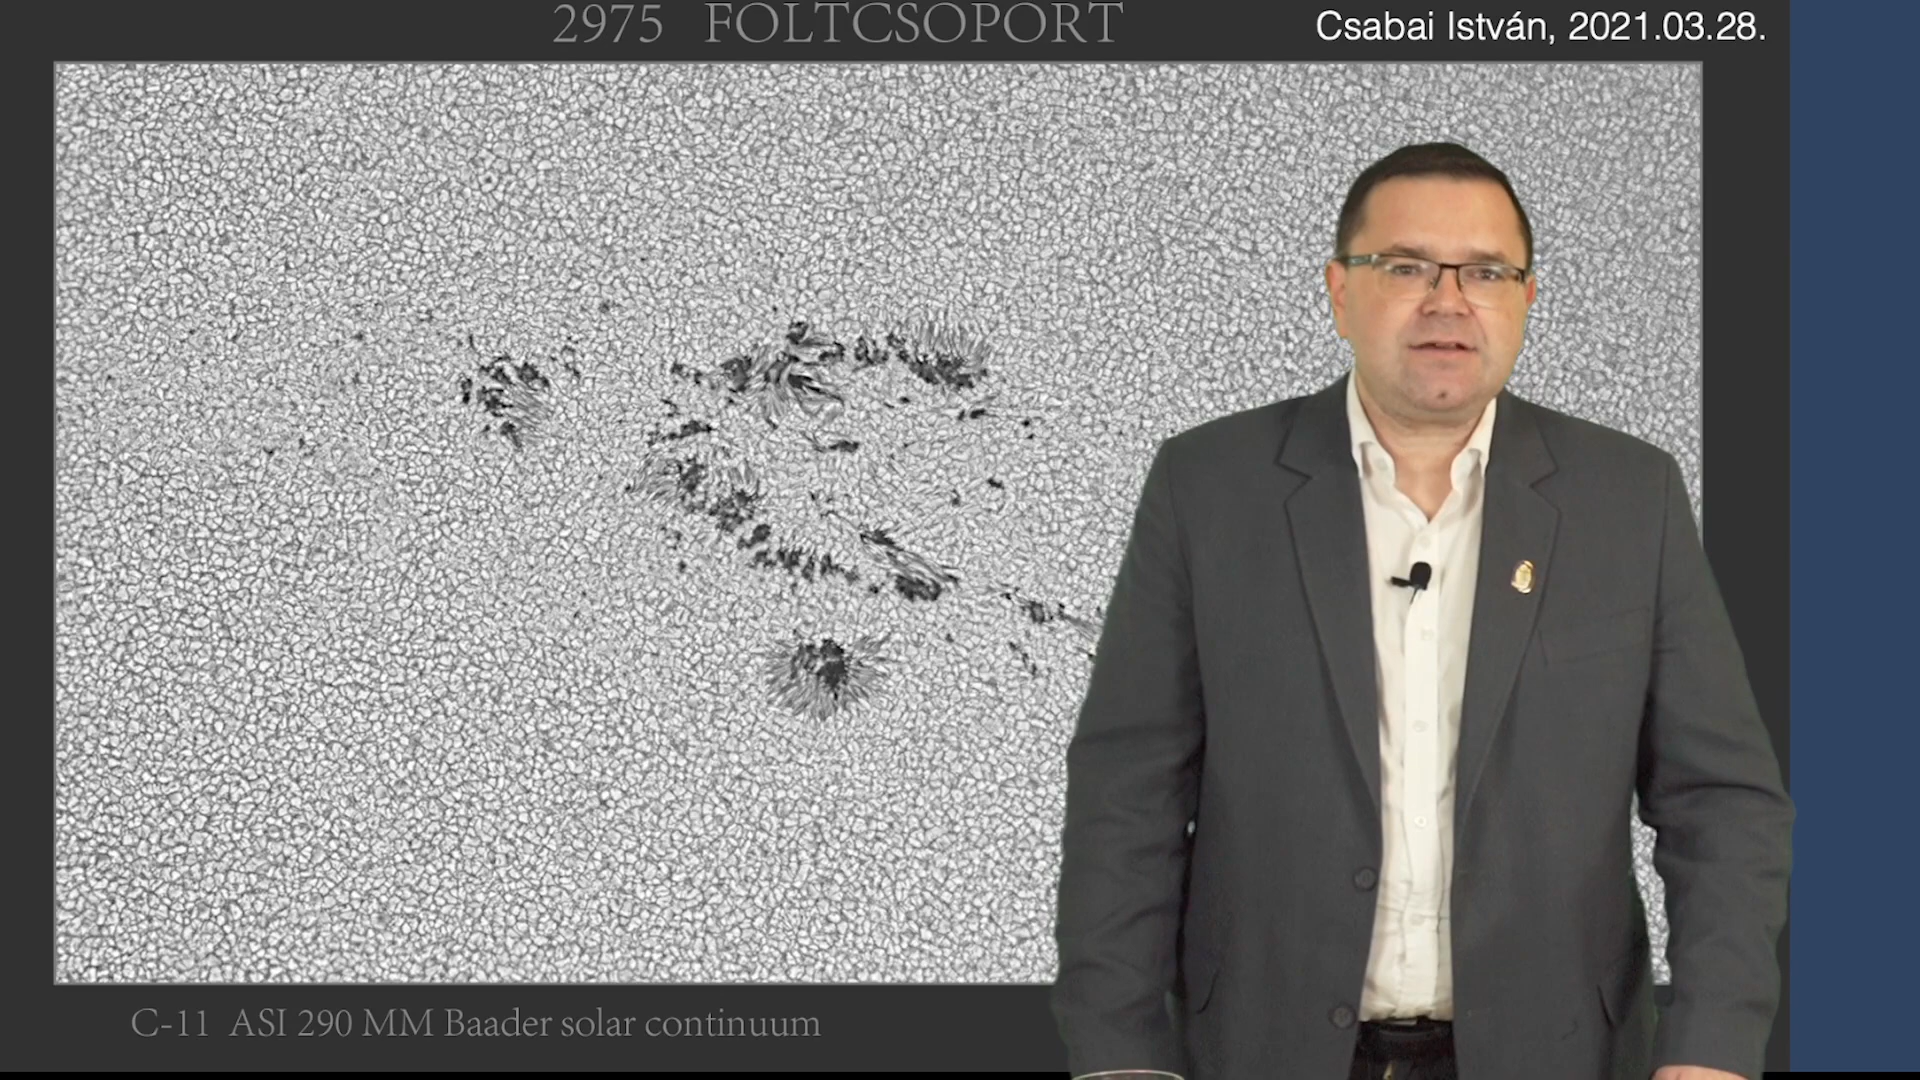 2975 FOLTCSOPORT
Csabai István, 2021.03.28.
C-11 ASI 290 MM Baader solar continuum